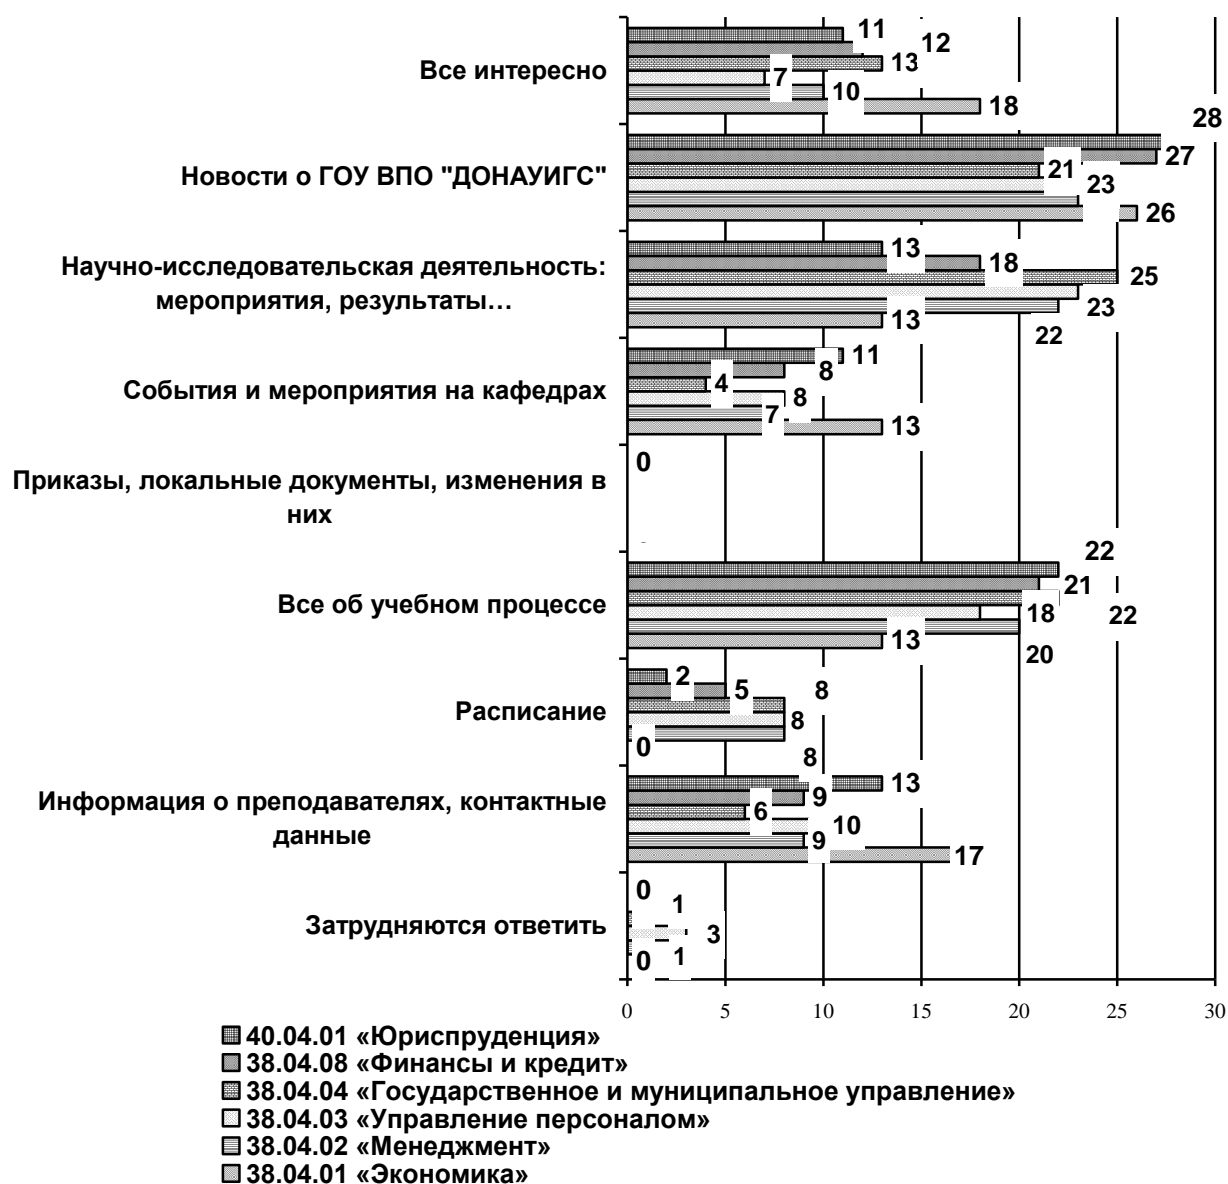 11
12
Все интересно
13
7
10
18
28
27
Новости о ГОУ ВПО "ДОНАУИГС"
21
23
26
13
Научно-исследовательская деятельность:
мероприятия, результаты…
18
25
23
13
22
11
8
События и мероприятия на кафедрах
4
8
7
13
0
Приказы, локальные документы, изменения в
них
22
21
Все об учебном процессе
18
22
13
20
2
5
8
Расписание
8
0
8
13
Информация о преподавателях, контактные
данные
9
6
10
9
17
0
1
Затрудняются ответить
3
0
1
0 5 10 15 20 25 30
40.04.01 «Юриспруденция»
38.04.08 «Финансы и кредит»
38.04.04 «Государственное и муниципальное управление»
38.04.03 «Управление персоналом»
38.04.02 «Менеджмент»
38.04.01 «Экономика»